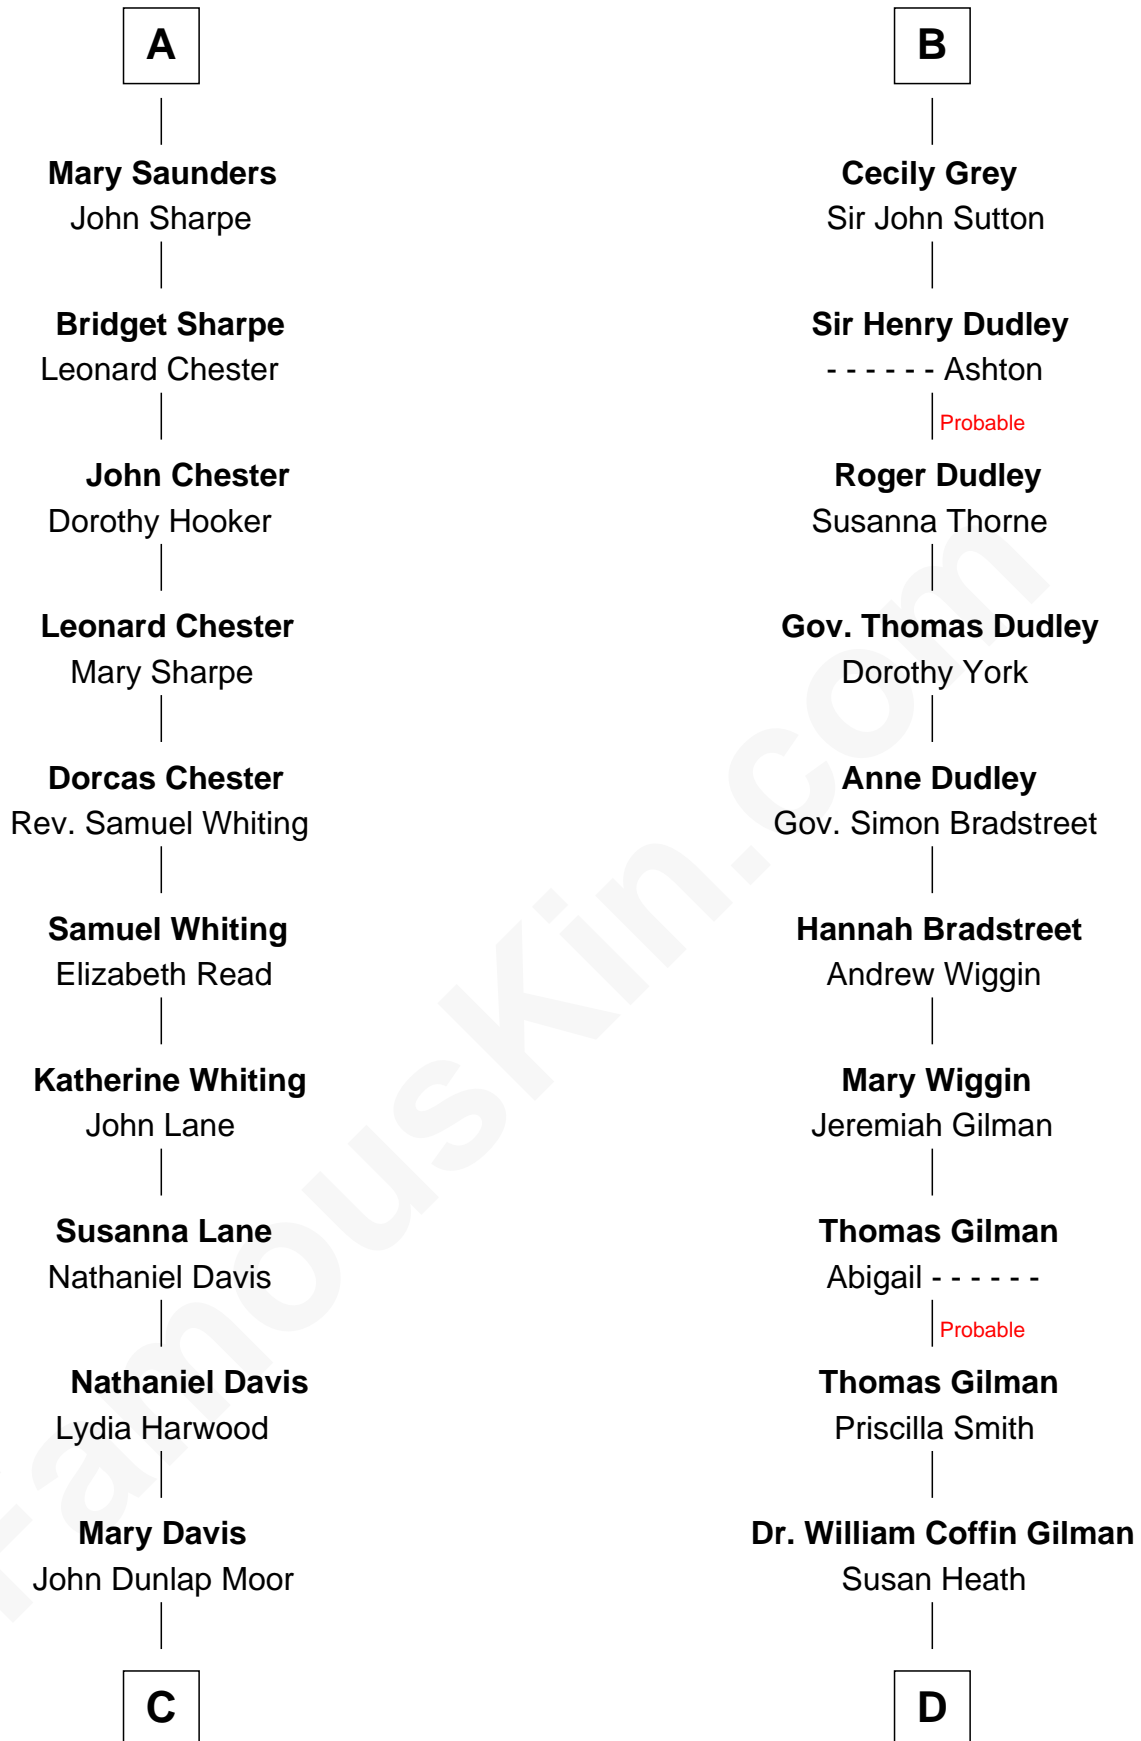 A
Mary Saunders
John Sharpe
Bridget Sharpe
Leonard Chester
John Chester
Dorothy Hooker
Leonard Chester
Mary Sharpe
Dorcas Chester
Rev. Samuel Whiting
Samuel Whiting
Elizabeth Read
Katherine Whiting
John Lane
Susanna Lane
Nathaniel Davis
Nathaniel Davis
Lydia Harwood
Mary Davis
John Dunlap Moor
C
B
Cecily Grey
Sir John Sutton
Sir Henry Dudley
- - - - - - Ashton
Probable
Roger Dudley
Susanna Thorne
Gov. Thomas Dudley
Dorothy York
Anne Dudley
Gov. Simon Bradstreet
Hannah Bradstreet
Andrew Wiggin
Mary Wiggin
Jeremiah Gilman
Thomas Gilman
Abigail - - - - - -
Probable
Thomas Gilman
Priscilla Smith
Dr. William Coffin Gilman
Susan Heath
D
FamousKin.com